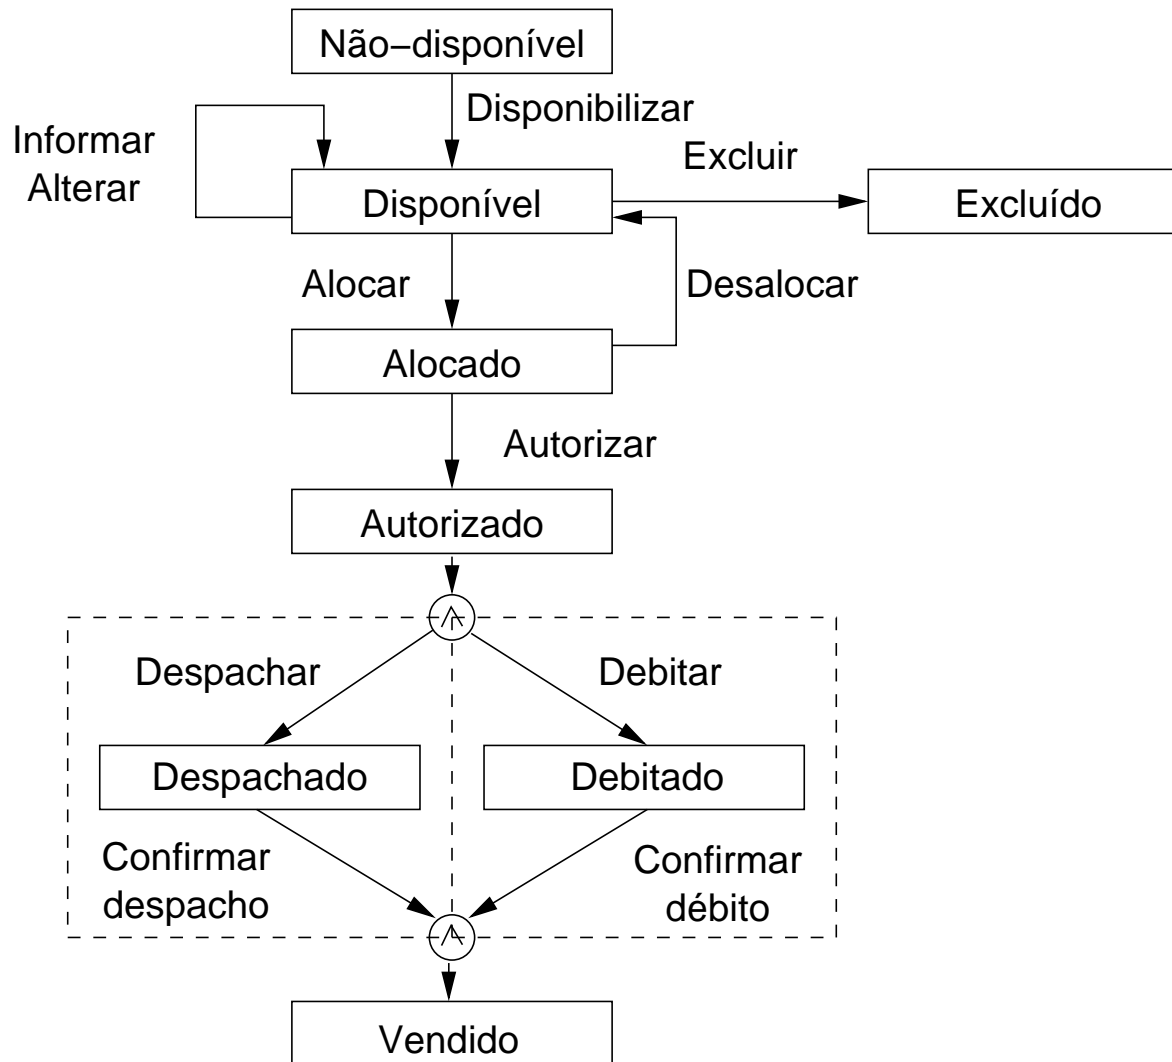 Não–disponível
Disponibilizar
Informar
Alterar
Excluir
Disponível
Excluído
Alocar
Desalocar
Alocado
Autorizar
Autorizado
Despachar
Debitar
Despachado
Debitado
Confirmar
despacho
Confirmar
débito
Vendido